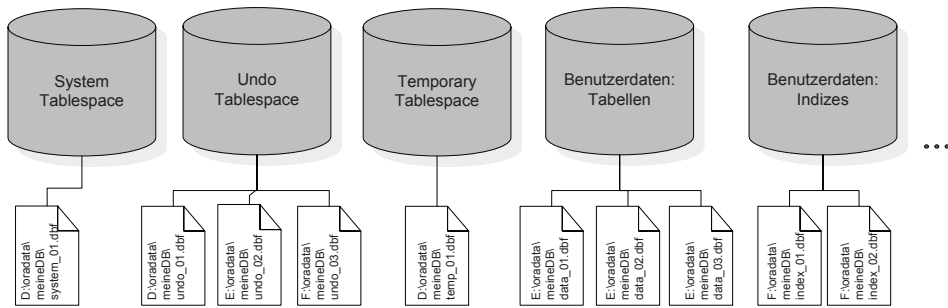 System
Tablespace
Undo
Tablespace
Temporary
Tablespace
Benutzerdaten:
Tabellen
Benutzerdaten:
Indizes
...
D:\oradata\
meineDB\
system_01.dbf
D:\oradata\
meineDB\
undo_01.dbf
E:\oradata\
meineDB\
undo_02.dbf
F:\oradata\
meineDB\
undo_03.dbf
D:\oradata\
meineDB\
temp_01.dbf
E:\oradata\
meineDB\
data_01.dbf
E:\oradata\
meineDB\
data_02.dbf
E:\oradata\
meineDB\
data_03.dbf
F:\oradata\
meineDB\
index_01.dbf
F:\oradata\
meineDB\
index_02.dbf